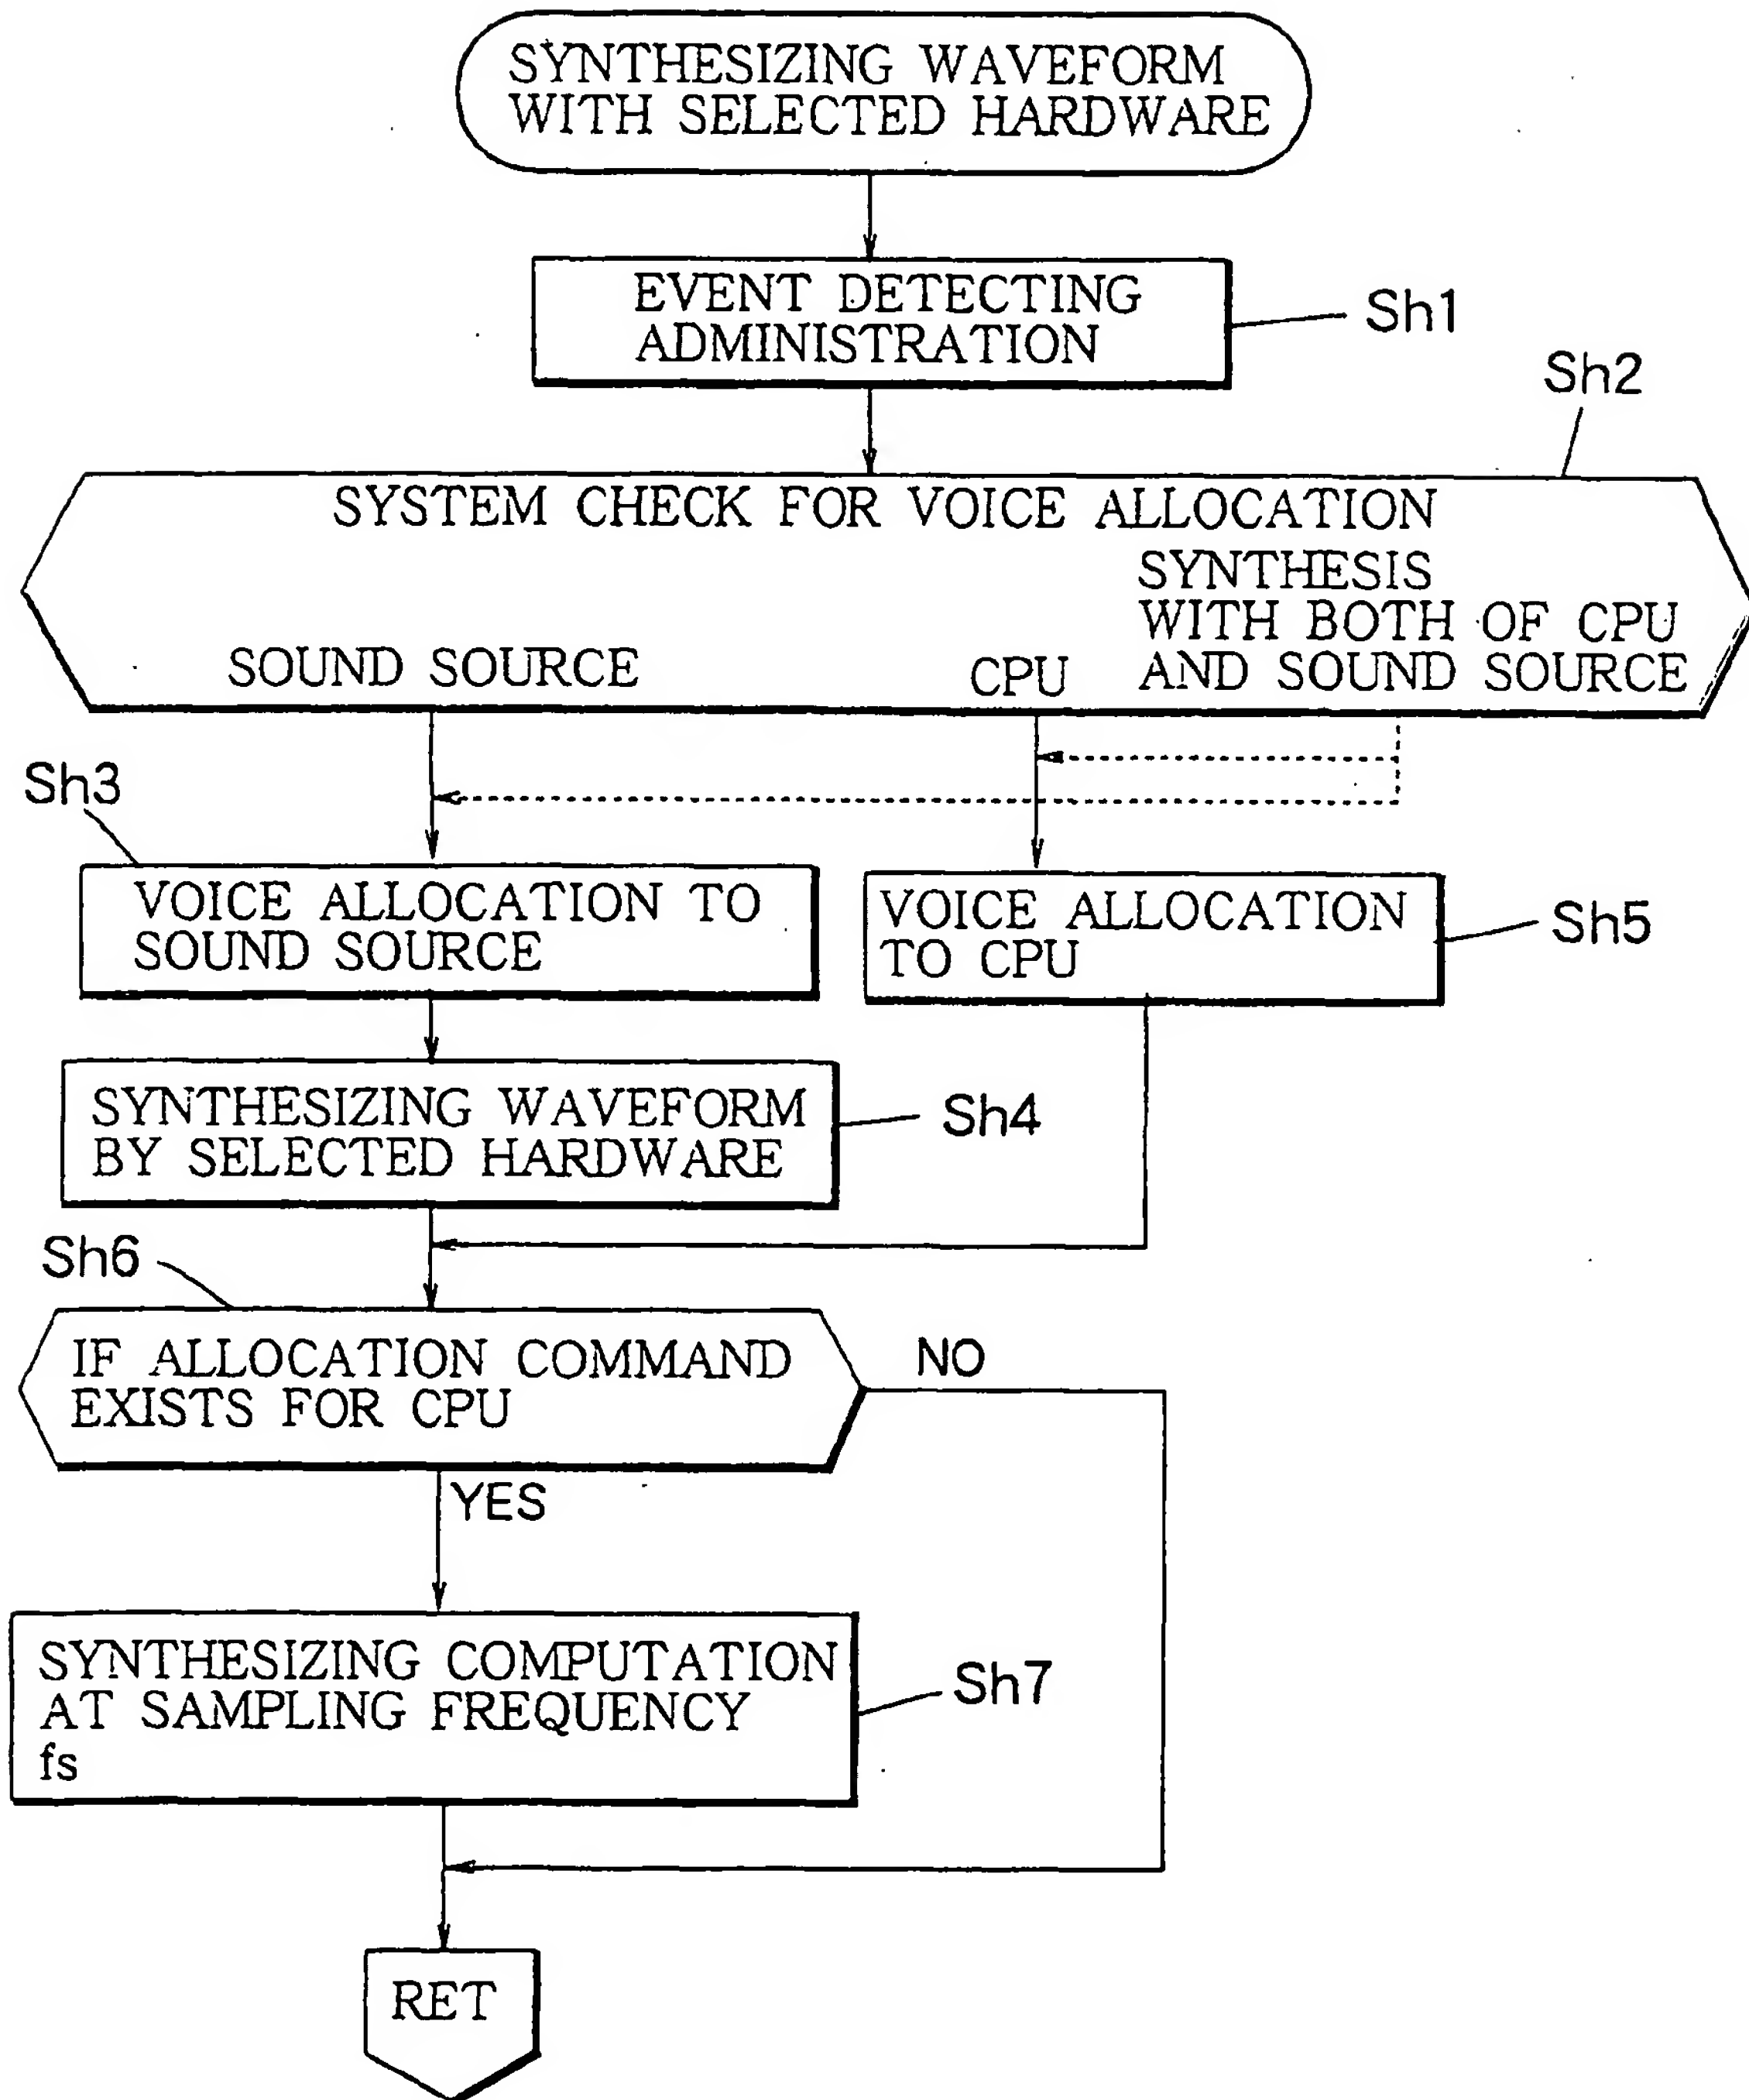 SYNTHESIZING WAVEFORM
WITH SELECTED HARDWARE
EVENT DETECTING
ADMINISTRATION
Sh1
Sh2
SYSTEM CHECK FOR VOICE ALLOCATION
SYNTHESIS
WITH BOTH OF CPU
AND SOUND SOURCE
SOUND SOURCE
CPU
Sh3
VOICE ALLOCATION TO
SOUND SOURCE
VOICE ALLOCATION
TO CPU
Sh5
SYNTHESIZING WAVEFORM
BY SELECTED HARDWARE
Sh4
Sh6
IF ALLOCATION COMMAND
EXISTS FOR CPU
NO
YES
SYNTHESIZING COMPUTATION
AT SAMPLING FREQUENCY
fs
Sh7
RET